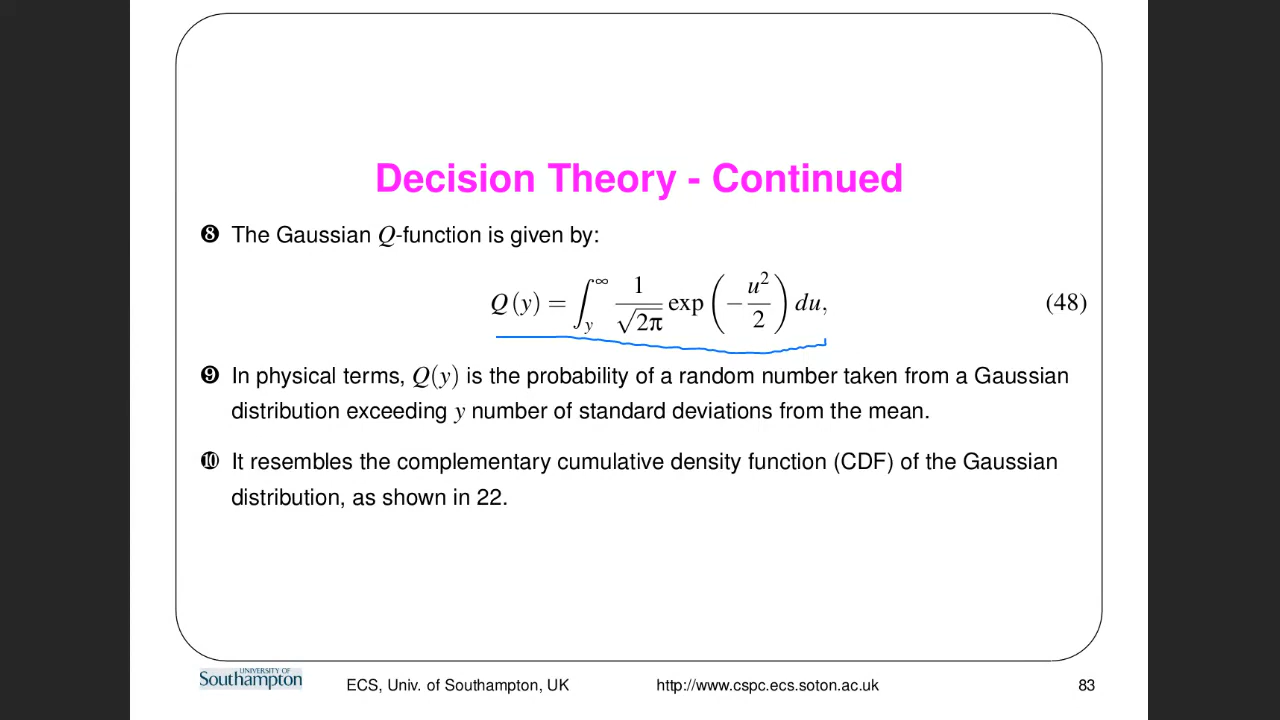 Decision Theory - Continued
❽ The Gaussian Q-function is given by:
Q(y) = ∫_y^∞ 1/√2π exp(−u²/2) du, (48)
❾ In physical terms, Q(y) is the probability of a random number taken from a Gaussian
distribution exceeding y number of standard deviations from the mean.
❿ It resembles the complementary cumulative density function (CDF) of the Gaussian
distribution, as shown in 22.
UNIVERSITY OF
Southampton
ECS, Univ. of Southampton, UK http://www.cspc.ecs.soton.ac.uk 83